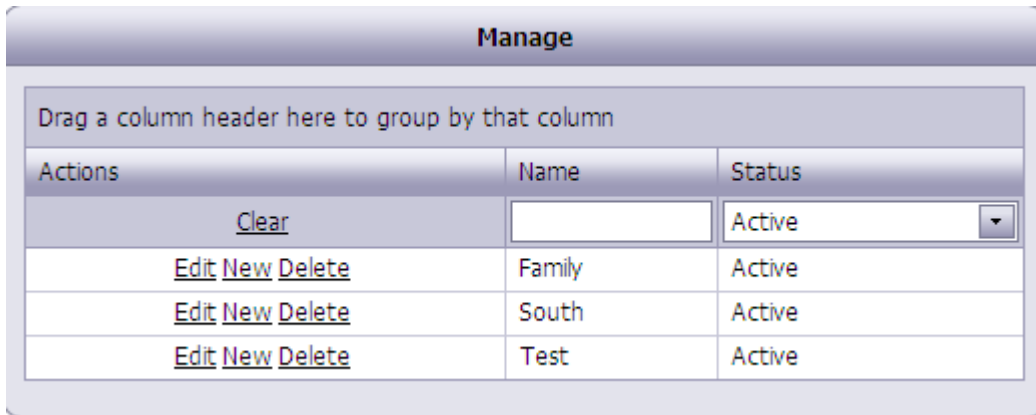 Manage
Drag a column header here to group by that column
Actions Name Status
Clear Active
Edit New Delete Family Active
Edit New Delete South Active
Edit New Delete Test Active